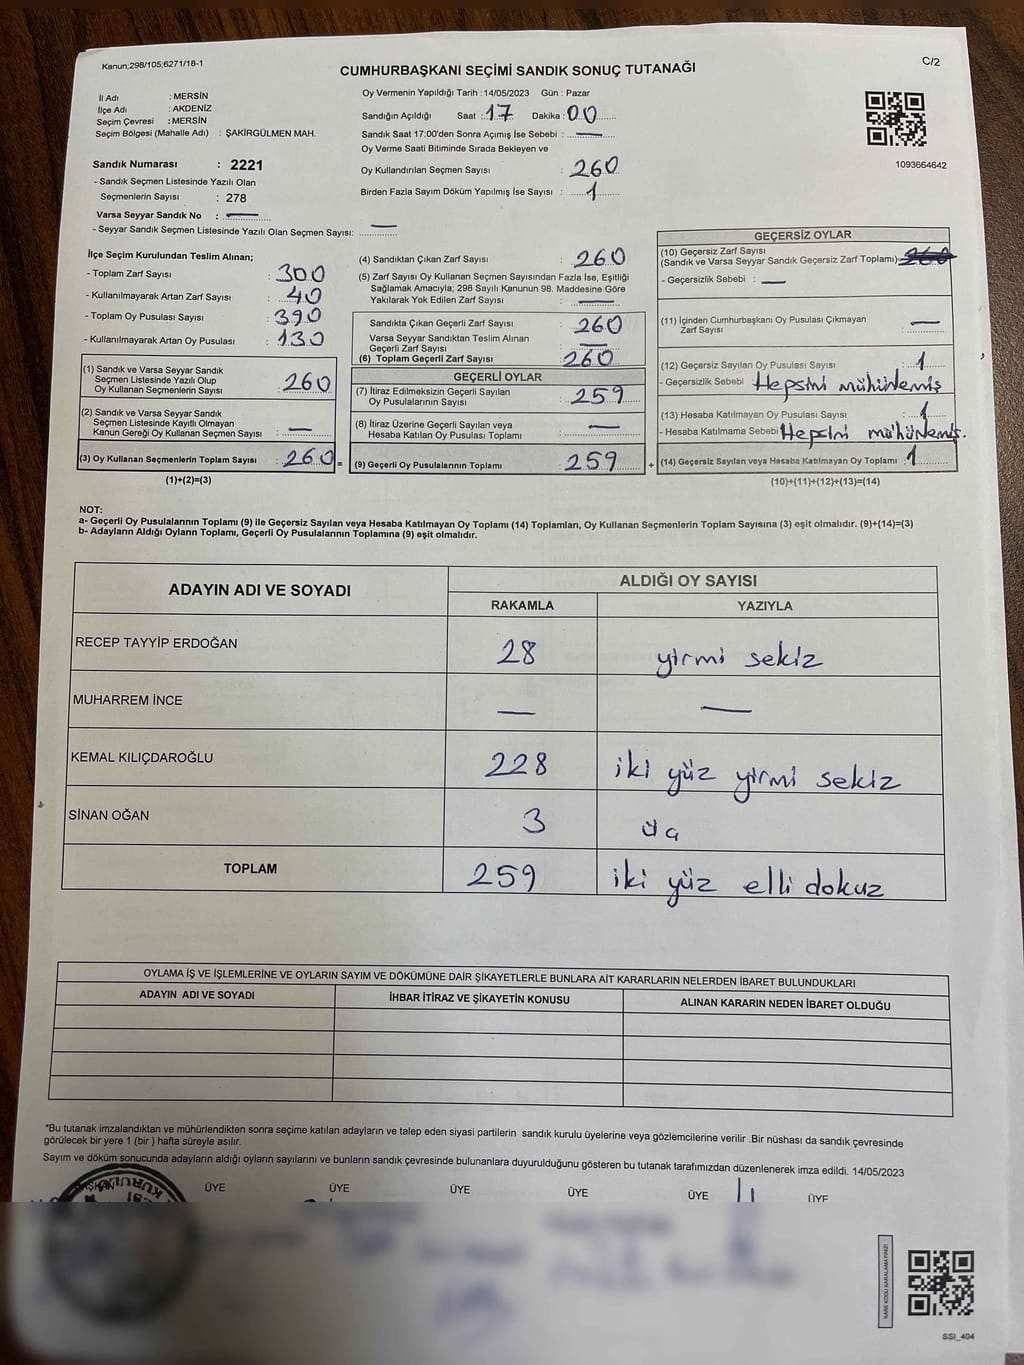 Kanun;298/105;6271/18-1
C/2
CUMHURBAŞKANI SEÇİMİ SANDIK SONUÇ TUTANAĞI
İl Adı : MERSİN
İlçe Adı : AKDENİZ
Seçim Çevresi : MERSİN
Seçim Bölgesi (Mahalle Adı) : ŞAKİRGÜLMEN MAH.
Sandık Numarası : 2221
- Sandık Seçmen Listesinde Yazılı Olan
Seçmenlerin Sayısı : 278
Varsa Seyyar Sandık No : —
- Seyyar Sandık Seçmen Listesinde Yazılı Olan Seçmen Sayısı: —
Oy Vermenin Yapıldığı Tarih :14/05/2023 Gün : Pazar
Sandığın Açıldığı Saat : 17 Dakika : 00
Sandık Saat 17:00'den Sonra Açımış İse Sebebi : —
Oy Verme Saati Bitiminde Sırada Bekleyen ve
Oy Kullandırılan Seçmen Sayısı : 260
Birden Fazla Sayım Döküm Yapılmış İse Sayısı : 1
1093664642
İlçe Seçim Kurulundan Teslim Alınan;
- Toplam Zarf Sayısı : 300
- Kullanılmayarak Artan Zarf Sayısı : 40
- Toplam Oy Pusulası Sayısı : 390
- Kullanılmayarak Artan Oy Pusulası : 130
(1) Sandık ve Varsa Seyyar Sandık
Seçmen Listesinde Yazılı Olup
Oy Kullanan Seçmenlerin Sayısı : 260
(2) Sandık ve Varsa Seyyar Sandık
Seçmen Listesinde Kayıtlı Olmayan
Kanun Gereği Oy Kullanan Seçmen Sayısı : —
(3) Oy Kullanan Seçmenlerin Toplam Sayısı : 260 =
(1)+(2)=(3)
(4) Sandıktan Çıkan Zarf Sayısı : 260
(5) Zarf Sayısı Oy Kullanan Seçmen Sayısından Fazla İse, Eşitliği
Sağlamak Amacıyla; 298 Sayılı Kanunun 98. Maddesine Göre
Yakılarak Yok Edilen Zarf Sayısı : —
Sandıkta Çıkan Geçerli Zarf Sayısı : 260
Varsa Seyyar Sandıktan Teslim Alınan
Geçerli Zarf Sayısı : —
(6) Toplam Geçerli Zarf Sayısı 260
GEÇERLİ OYLAR
(7) İtiraz Edilmeksizin Geçerli Sayılan
Oy Pusulalarının Sayısı : 259
(8) İtiraz Üzerine Geçerli Sayılan veya
Hesaba Katılan Oy Pusulası Toplamı : —
(9) Geçerli Oy Pusulalarının Toplamı : 259 +
GEÇERSİZ OYLAR
(10) Geçersiz Zarf Sayısı
(Sandık ve Varsa Seyyar Sandık Geçersiz Zarf Toplamı) : 260
- Geçersizlik Sebebi : —
(11) İçinden Cumhurbaşkanı Oy Pusulası Çıkmayan
Zarf Sayısı : —
(12) Geçersiz Sayılan Oy Pusulası Sayısı : 1
- Geçersizlik Sebebi : Hepsini mühürlemiş
(13) Hesaba Katılmayan Oy Pusulası Sayısı : 1
- Hesaba Katılmama Sebebi : Hepsini mühürlemiş.
(14) Geçersiz Sayılan veya Hesaba Katılmayan Oy Toplamı : 1
(10)+(11)+(12)+(13)=(14)
NOT:
a- Geçerli Oy Pusulalarının Toplamı (9) ile Geçersiz Sayılan veya Hesaba Katılmayan Oy Toplamı (14) Toplamları, Oy Kullanan Seçmenlerin Toplam Sayısına (3) eşit olmalıdır. (9)+(14)=(3)
b- Adayların Aldığı Oyların Toplamı, Geçerli Oy Pusulalarının Toplamına (9) eşit olmalıdır.
ADAYIN ADI VE SOYADI ALDIĞI OY SAYISI
RAKAMLA YAZIYLA
RECEP TAYYİP ERDOĞAN 28 yirmi sekiz
MUHARREM İNCE — —
KEMAL KILIÇDAROĞLU 228 iki yüz yirmi sekiz
SİNAN OĞAN 3 üç
TOPLAM 259 iki yüz elli dokuz
OYLAMA İŞ VE İŞLEMLERİNE VE OYLARIN SAYIM VE DÖKÜMÜNE DAİR ŞİKAYETLERLE BUNLARA AİT KARARLARIN NELERDEN İBARET BULUNDUKLARI
ADAYIN ADI VE SOYADI İHBAR İTİRAZ VE ŞİKAYETİN KONUSU ALINAN KARARIN NEDEN İBARET OLDUĞU
*Bu tutanak imzalandıktan ve mühürlendikten sonra seçime katılan adayların ve talep eden siyasi partilerin sandık kurulu üyelerine veya gözlemcilerine verilir .Bir nüshası da sandık çevresinde
görülecek bir yere 1 (bir ) hafta süreyle asılır.
Sayım ve döküm sonucunda adayların aldığı oyların sayılarını ve bunların sandık çevresinde bulunanlara duyurulduğunu gösteren bu tutanak tarafımızdan düzenlenerek imza edildi. 14/05/2023
BAŞKAN ÜYE ÜYE ÜYE ÜYE ÜYE ÜYE
SSI_404